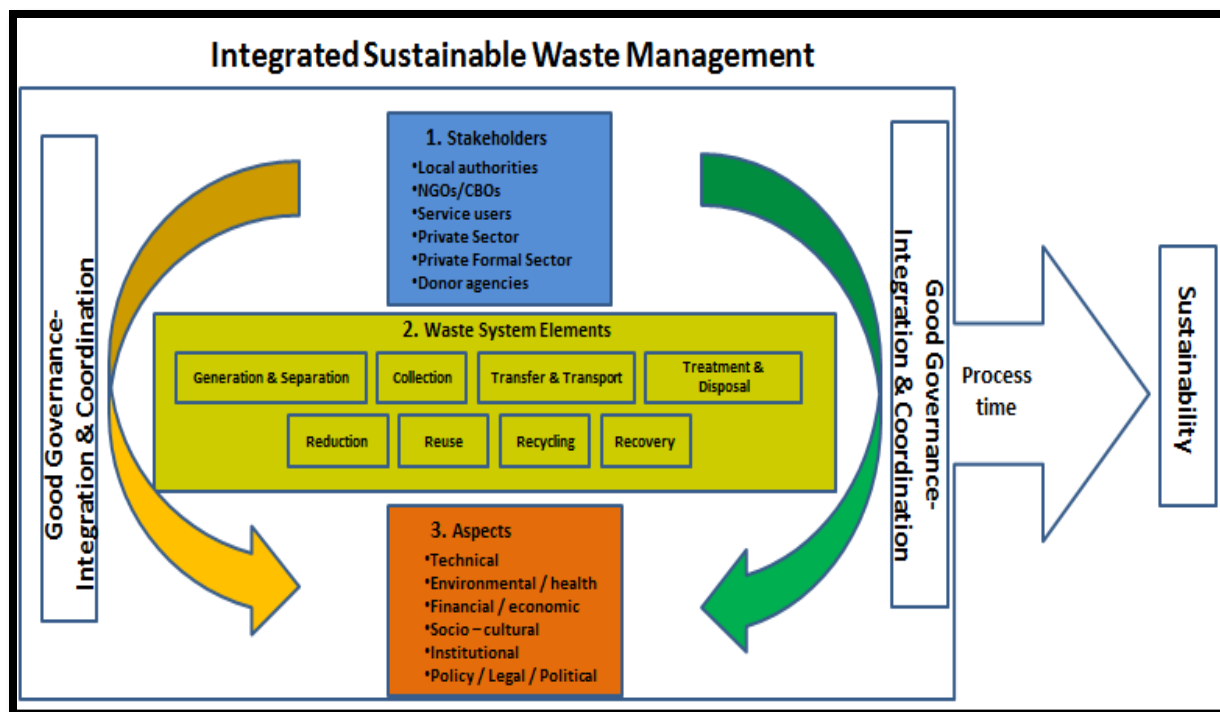 Integrated Sustainable Waste Management
Good Governance-
Integration & Coordination
1. Stakeholders
•Local authorities
•NGOs/CBOs
•Service users
•Private Sector
•Private Formal Sector
•Donor agencies
2. Waste System Elements
Generation & Separation
Collection
Transfer & Transport
Treatment &
Disposal
Reduction
Reuse
Recycling
Recovery
3. Aspects
•Technical
•Environmental / health
•Financial / economic
•Socio – cultural
•Institutional
•Policy / Legal / Political
Good Governance-
Integration & Coordination
Process
time
Sustainability